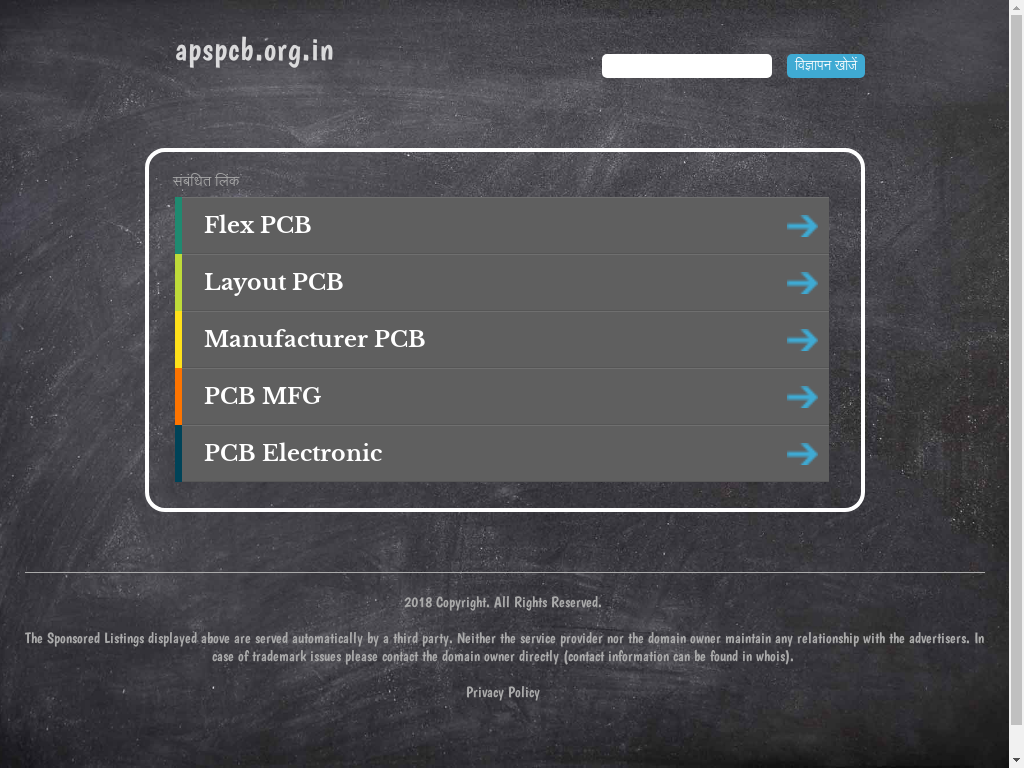 apspcb.org.in
विज्ञापन खोजें
संबंधित लिंक
Flex PCB
Layout PCB
Manufacturer PCB
PCB MFG
PCB Electronic
2018 Copyright. All Rights Reserved.
The Sponsored Listings displayed above are served automatically by a third party. Neither the service provider nor the domain owner maintain any relationship with the advertisers. In
case of trademark issues please contact the domain owner directly (contact information can be found in whois).
Privacy Policy